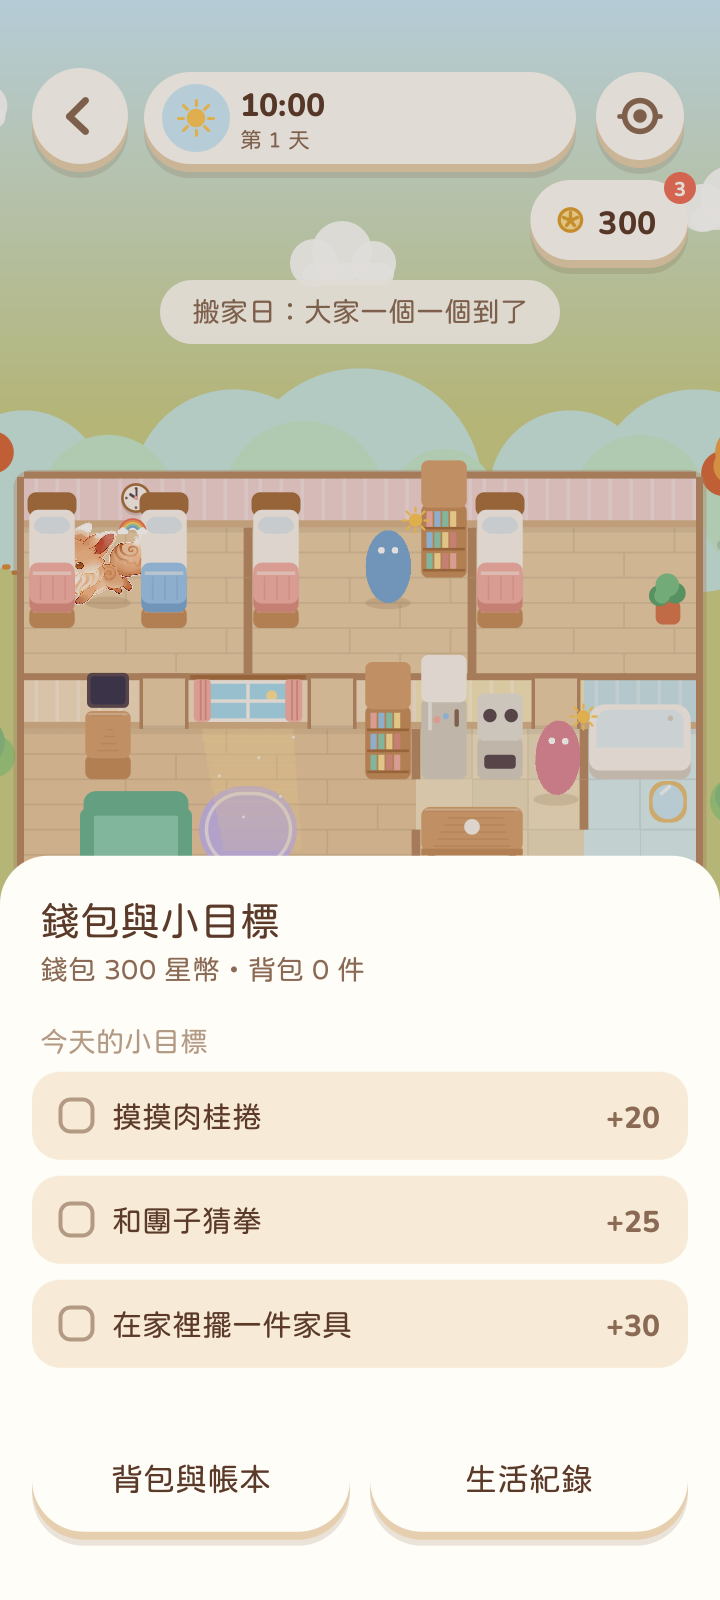 10:00
第 1 天
3
300
搬家日：大家一個一個到了
錢包與小目標
錢包 300 星幣・背包 0 件
今天的小目標
摸摸肉桂捲 +20
和團子猜拳 +25
在家裡擺一件家具 +30
背包與帳本
生活紀錄